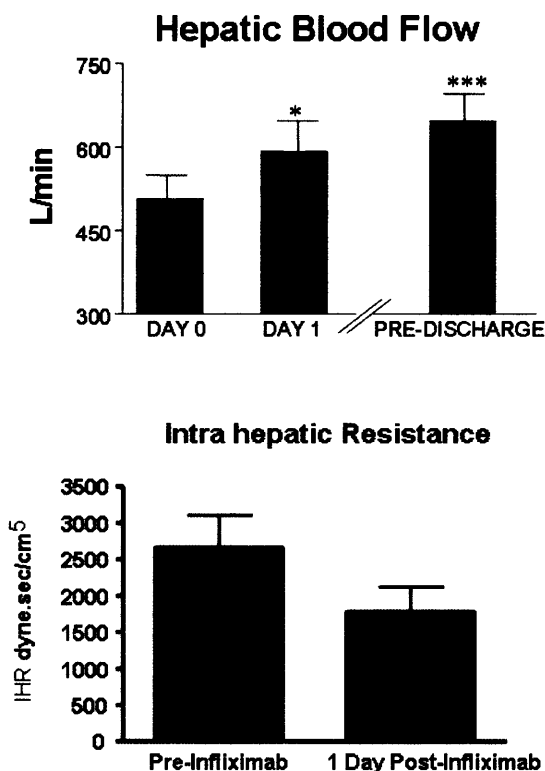 Hepatic Blood Flow
750
600
450
300
L/min
*
***
DAY 0 DAY 1 PRE-DISCHARGE
Intra hepatic Resistance
3500
3000
2500
2000
1500
1000
500
0
IHR dyne.sec/cm⁵
Pre-Infliximab 1 Day Post-Infliximab